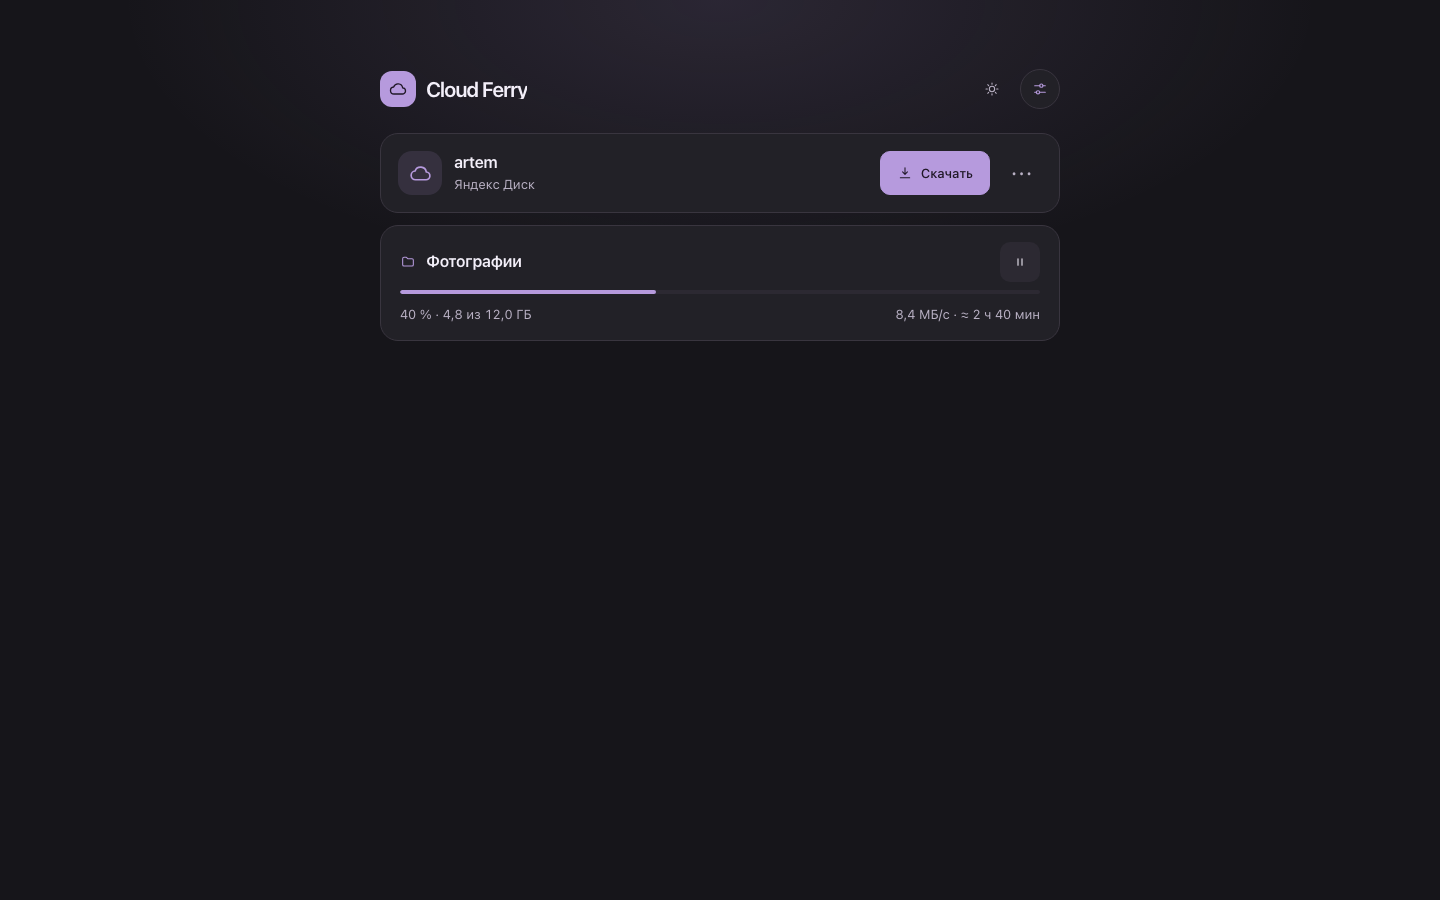 Cloud Ferry
artem
Яндекс Диск
Скачать
Фотографии
40 % · 4,8 из 12,0 ГБ
8,4 МБ/с · ≈ 2 ч 40 мин